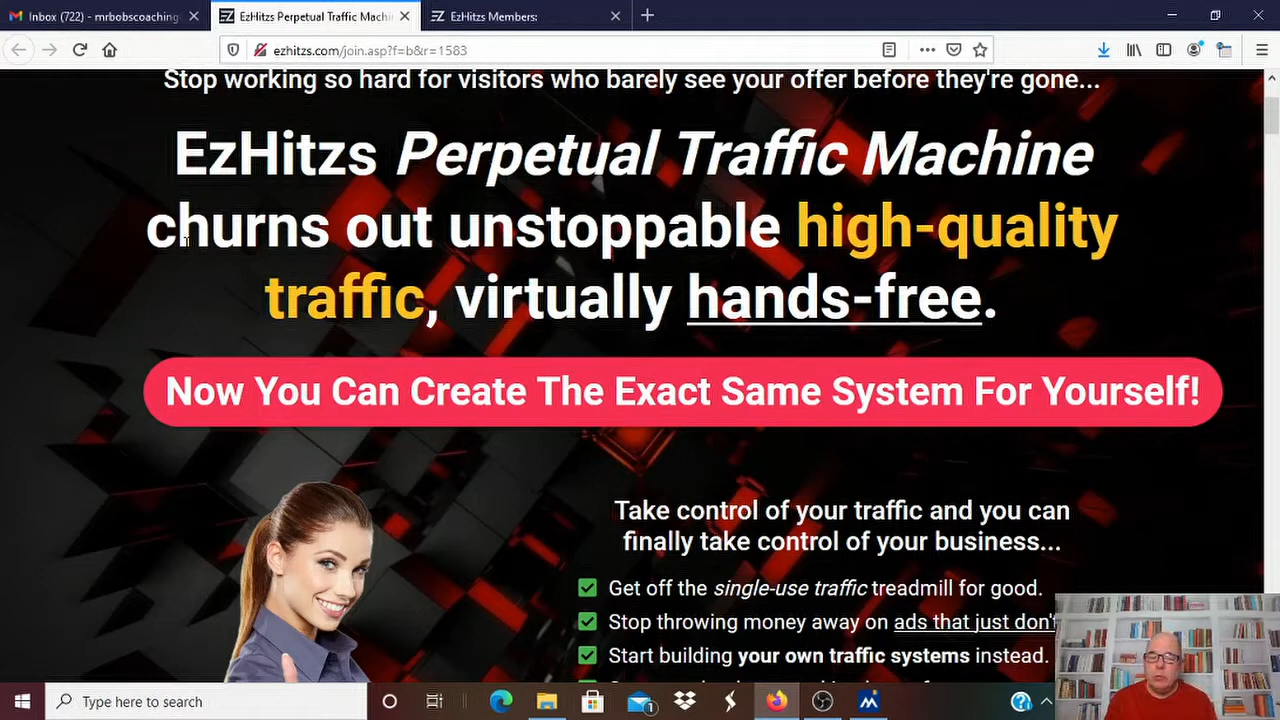 Inbox (722) - mrbobscoaching
EzHitzs Perpetual Traffic Machi
EzHitzs Members:
ezhitzs.com/join.asp?f=b&r=1583
Stop working so hard for visitors who barely see your offer before they're gone...
EzHitzs Perpetual Traffic Machine
churns out unstoppable high-quality
traffic, virtually hands-free.
Now You Can Create The Exact Same System For Yourself!
Take control of your traffic and you can
finally take control of your business...
Get off the single-use traffic treadmill for good.
Stop throwing money away on ads that just don't
Start building your own traffic systems instead.
Type here to search